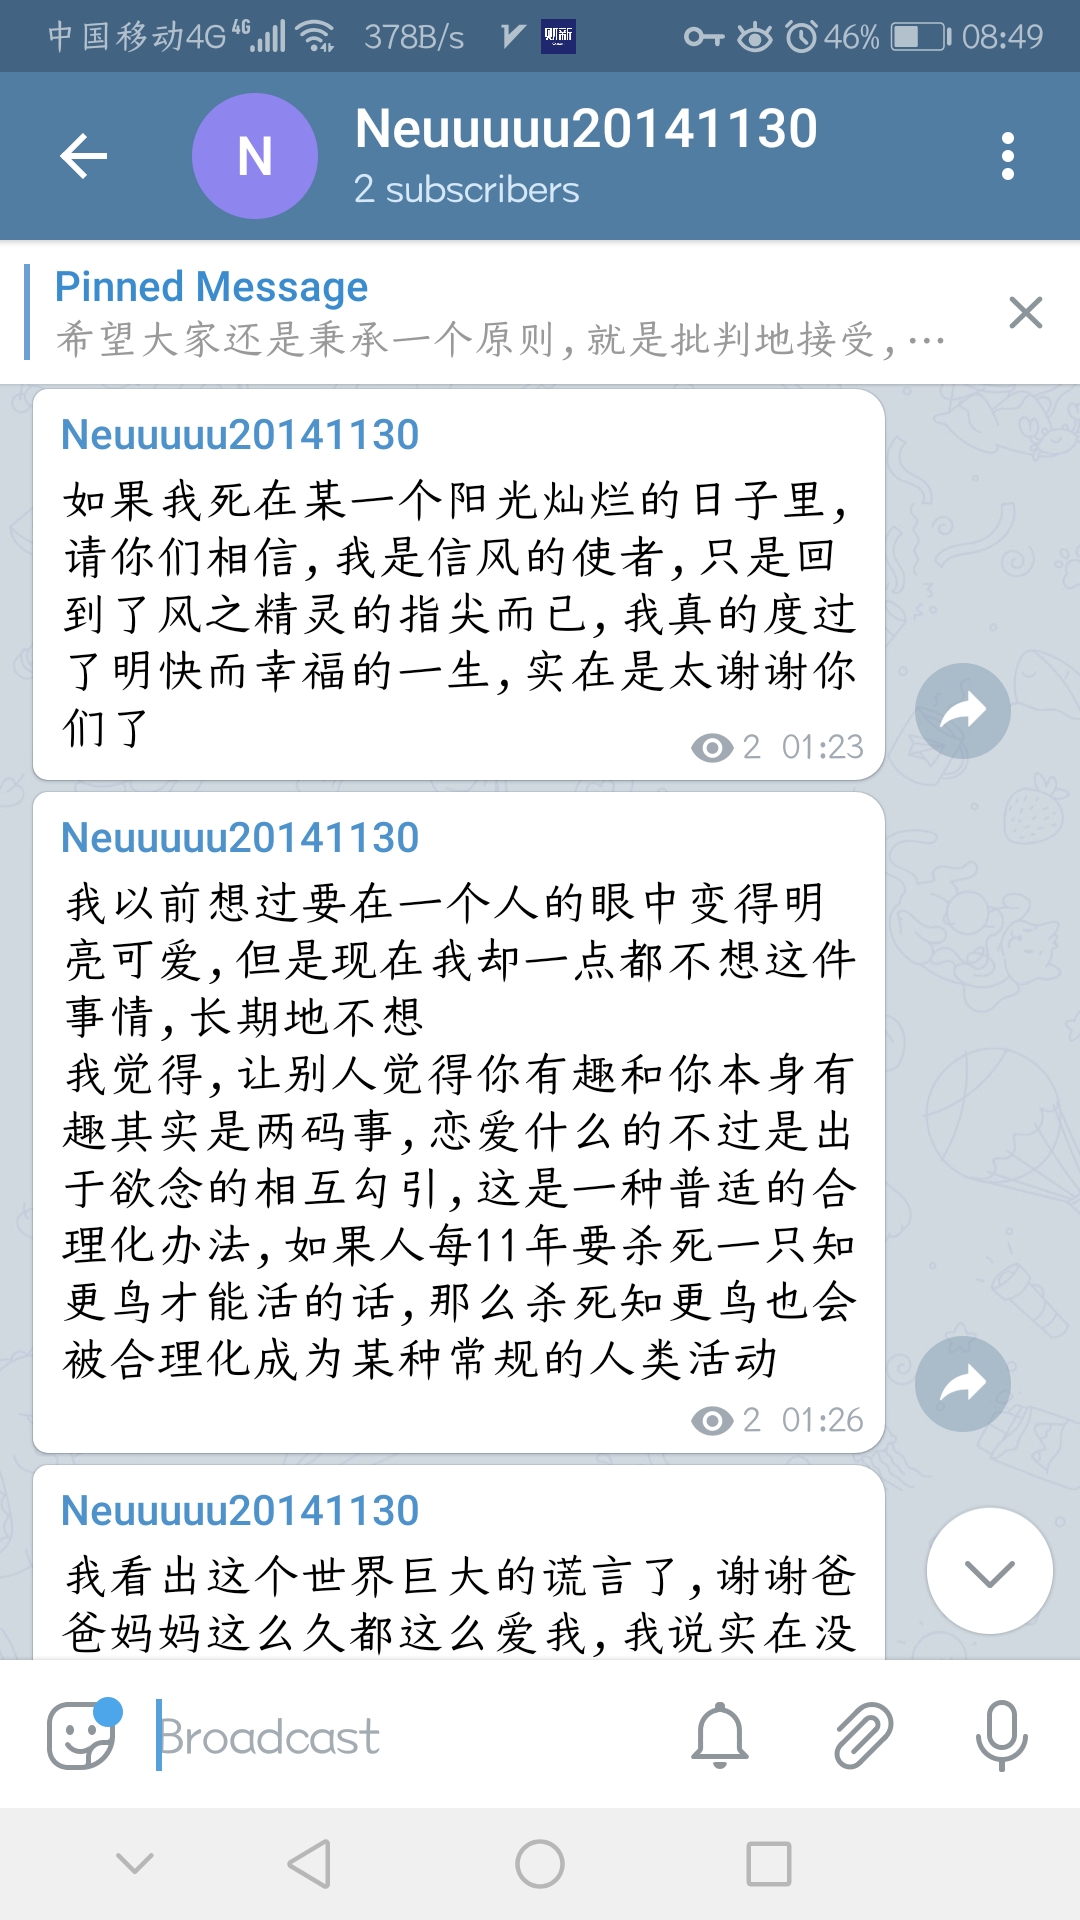 中国移动4G 4G 378B/s 财新 46% 08:49
N
Neuuuuu20141130
2 subscribers
Pinned Message
希望大家还是秉承一个原则,就是批判地接受,…
Neuuuuu20141130
如果我死在某一个阳光灿烂的日子里,
请你们相信,我是信风的使者,只是回
到了风之精灵的指尖而已,我真的度过
了明快而幸福的一生,实在是太谢谢你
们了
2 01:23
Neuuuuu20141130
我以前想过要在一个人的眼中变得明
亮可爱,但是现在我却一点都不想这件
事情,长期地不想
我觉得,让别人觉得你有趣和你本身有
趣其实是两码事,恋爱什么的不过是出
于欲念的相互勾引,这是一种普适的合
理化办法,如果人每11年要杀死一只知
更鸟才能活的话,那么杀死知更鸟也会
被合理化成为某种常规的人类活动
2 01:26
Neuuuuu20141130
我看出这个世界巨大的谎言了,谢谢爸
爸妈妈这么久都这么爱我,我说实在没
Broadcast